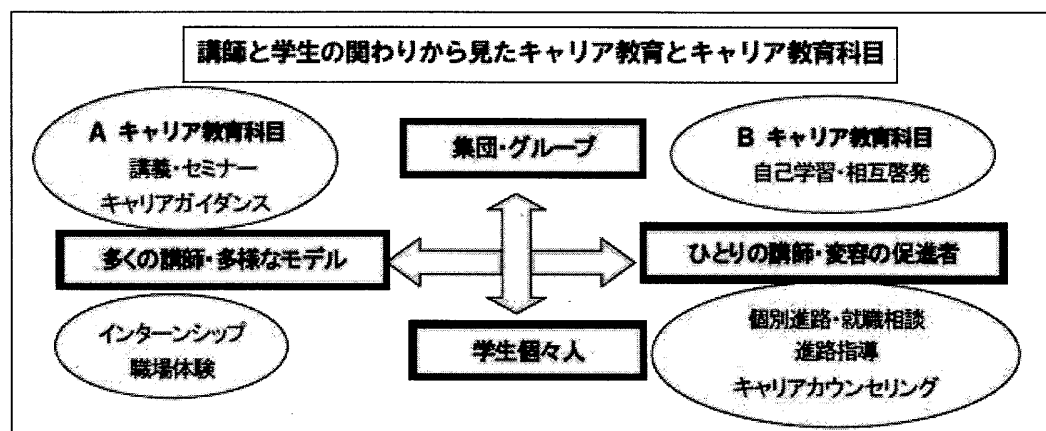 講師と学生の関わりから見たキャリア教育とキャリア教育科目
A キャリア教育科目
講義・セミナー
キャリアガイダンス
集団・グループ
B キャリア教育科目
自己学習・相互啓発
多くの講師・多様なモデル
ひとりの講師・変容の促進者
インターンシップ
職場体験
学生個々人
個別進路・就職相談
進路指導
キャリアカウンセリング